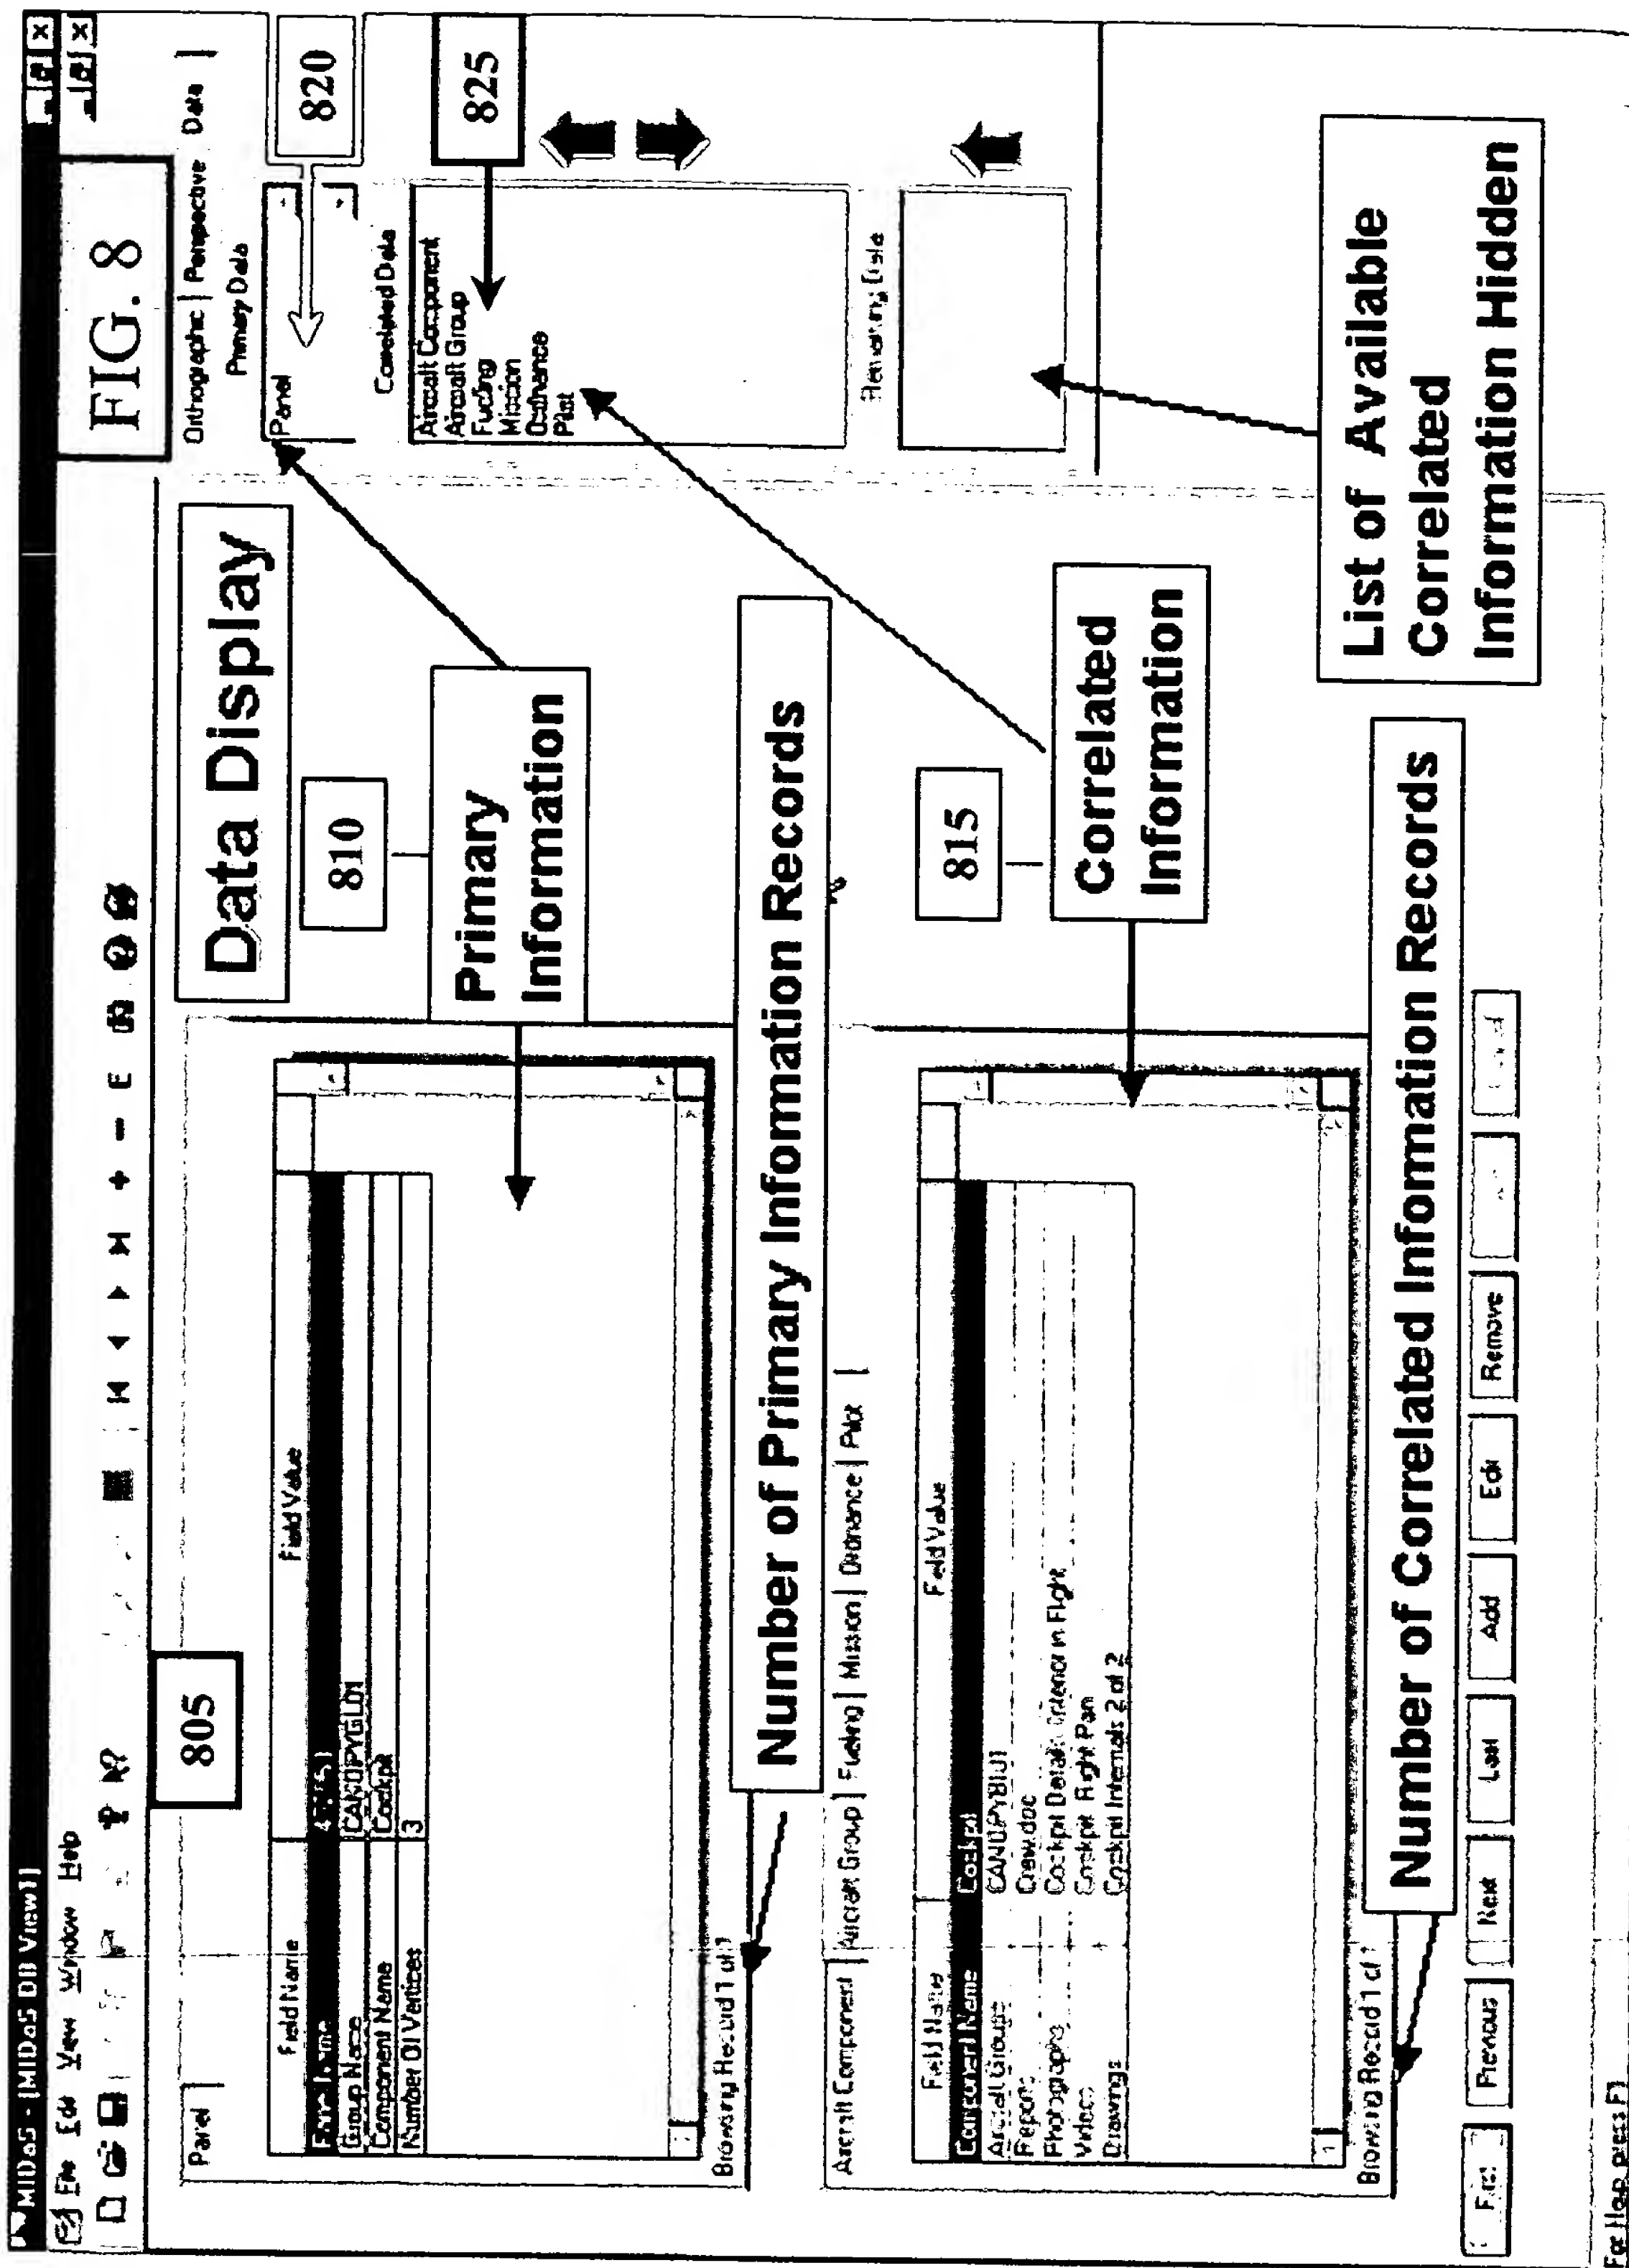 MIDaS - [MIDaS DB View1]
File Edit View Window Help
FIG. 8
805
Data Display
Orthographic | Perspective Data
Primary Data
Panel
820
Correlated Data
825
Aircraft Component
Aircraft Group
Fueling
Mission
Ordnance
Pilot
Remaining Data
Panel
Field Name Field Value
Group Name CANOPYGL01
Component Name Cockpit
Number Of Vertices 3
810
Primary
Information
Browsing Record 1 of 1
Number of Primary Infomation Records
Aircraft Component | Aircraft Group | Fueling | Mission | Ordnance | Pilot
Field Name Field Value
Component Name Cockpit
Aircraft Groups
Reports Crew.doc
Photographs Cockpit Details Interior in Flight
Videos Cockpit Right Pan
Drawings Cockpit Internals 2 of 2
815
Correlated
Information
Browsing Record 1 of 1
Number of Correlated Infomation Records
List of Available
Correlated
Information Hidden
First Previous Next Last Add Edit Remove
For Help, press F1